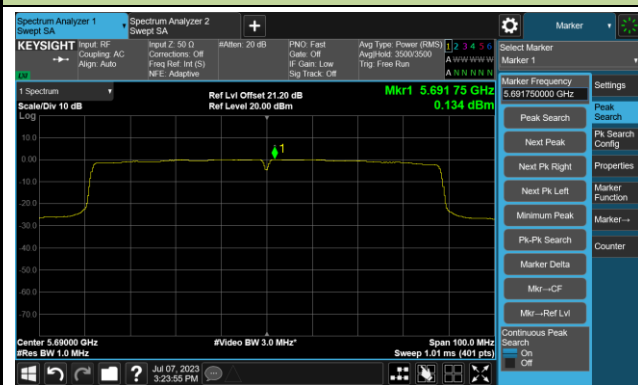 Spectrum Analyzer 1
Swept SA
Spectrum Analyzer 2
Swept SA
Marker
KEYSIGHT
Input: RF
Coupling: AC
Align: Auto
Input Z: 50 Ω
Corrections: Off
Freq Ref: Int (S)
NFE: Adaptive
#Atten: 20 dB
PNO: Fast
Gate: Off
IF Gain: Low
Sig Track: Off
Avg Type: Power (RMS)
Avg|Hold: 3500/3500
Trig: Free Run
1 2 3 4 5 6
A W W W W W
A N N N N N
LXI
Select Marker
Marker 1
1 Spectrum
Scale/Div 10 dB
Log
Ref Lvl Offset 21.20 dB
Ref Level 20.00 dBm
Mkr1 5.691 75 GHz
0.134 dBm
1
10.0
0.00
-10.0
-20.0
-30.0
-40.0
-50.0
-60.0
-70.0
Center 5.69000 GHz
#Res BW 1.0 MHz
#Video BW 3.0 MHz*
Span 100.0 MHz
Sweep 1.01 ms (401 pts)
Marker Frequency
5.691750000 GHz
Peak Search
Next Peak
Next Pk Right
Next Pk Left
Minimum Peak
Pk-Pk Search
Marker Delta
Mkr→CF
Mkr→Ref Lvl
Continuous Peak
Search
On
Off
Settings
Peak
Search
Pk Search
Config
Properties
Marker
Function
Marker→
Counter
Jul 07, 2023
3:23:55 PM